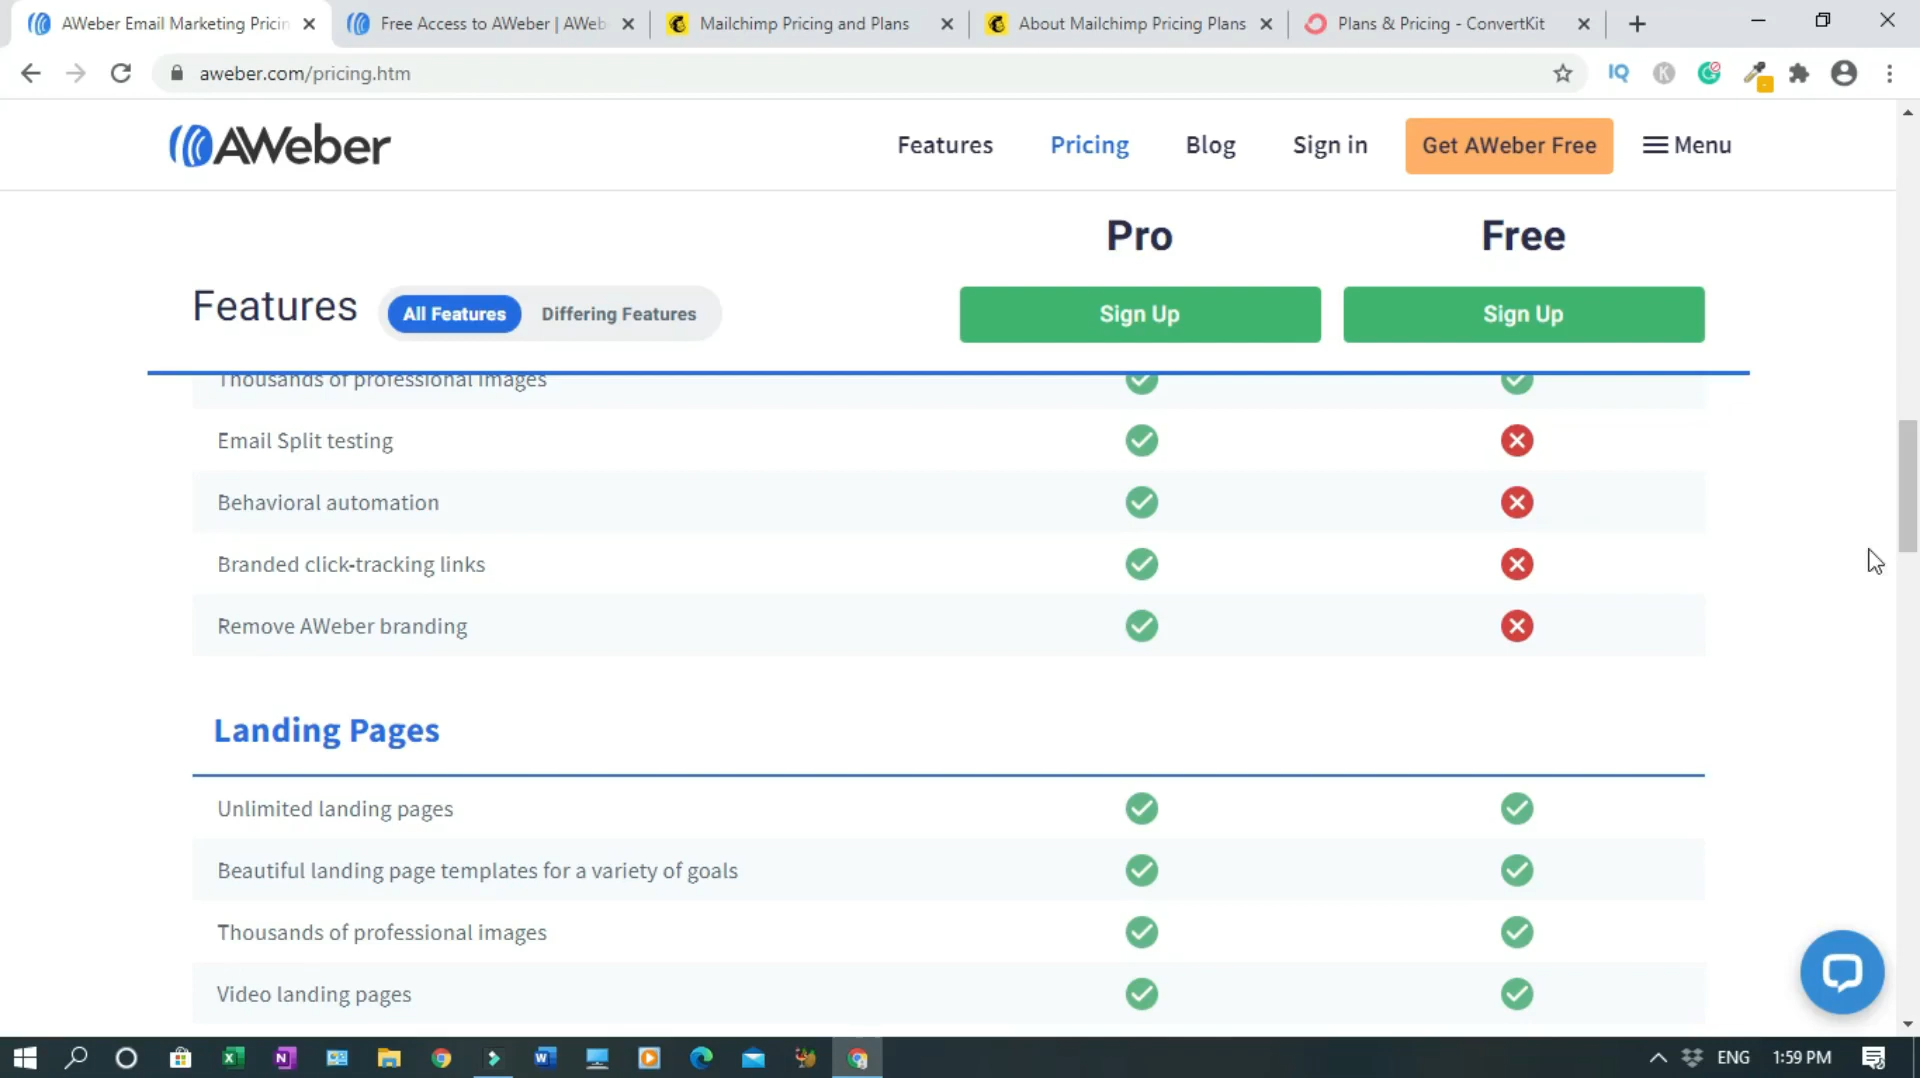 AWeber Email Marketing Pricin
Free Access to AWeber | AWeb
Mailchimp Pricing and Plans
About Mailchimp Pricing Plans
Plans & Pricing - ConvertKit
aweber.com/pricing.htm
IQ
K
AWeber
Features
Pricing
Blog
Sign in
Get AWeber Free
Menu
Pro
Free
Features
All Features
Differing Features
Sign Up
Sign Up
Thousands of professional images
Email Split testing
Behavioral automation
Branded click-tracking links
Remove AWeber branding
Landing Pages
Unlimited landing pages
Beautiful landing page templates for a variety of goals
Thousands of professional images
Video landing pages
ENG
1:59 PM